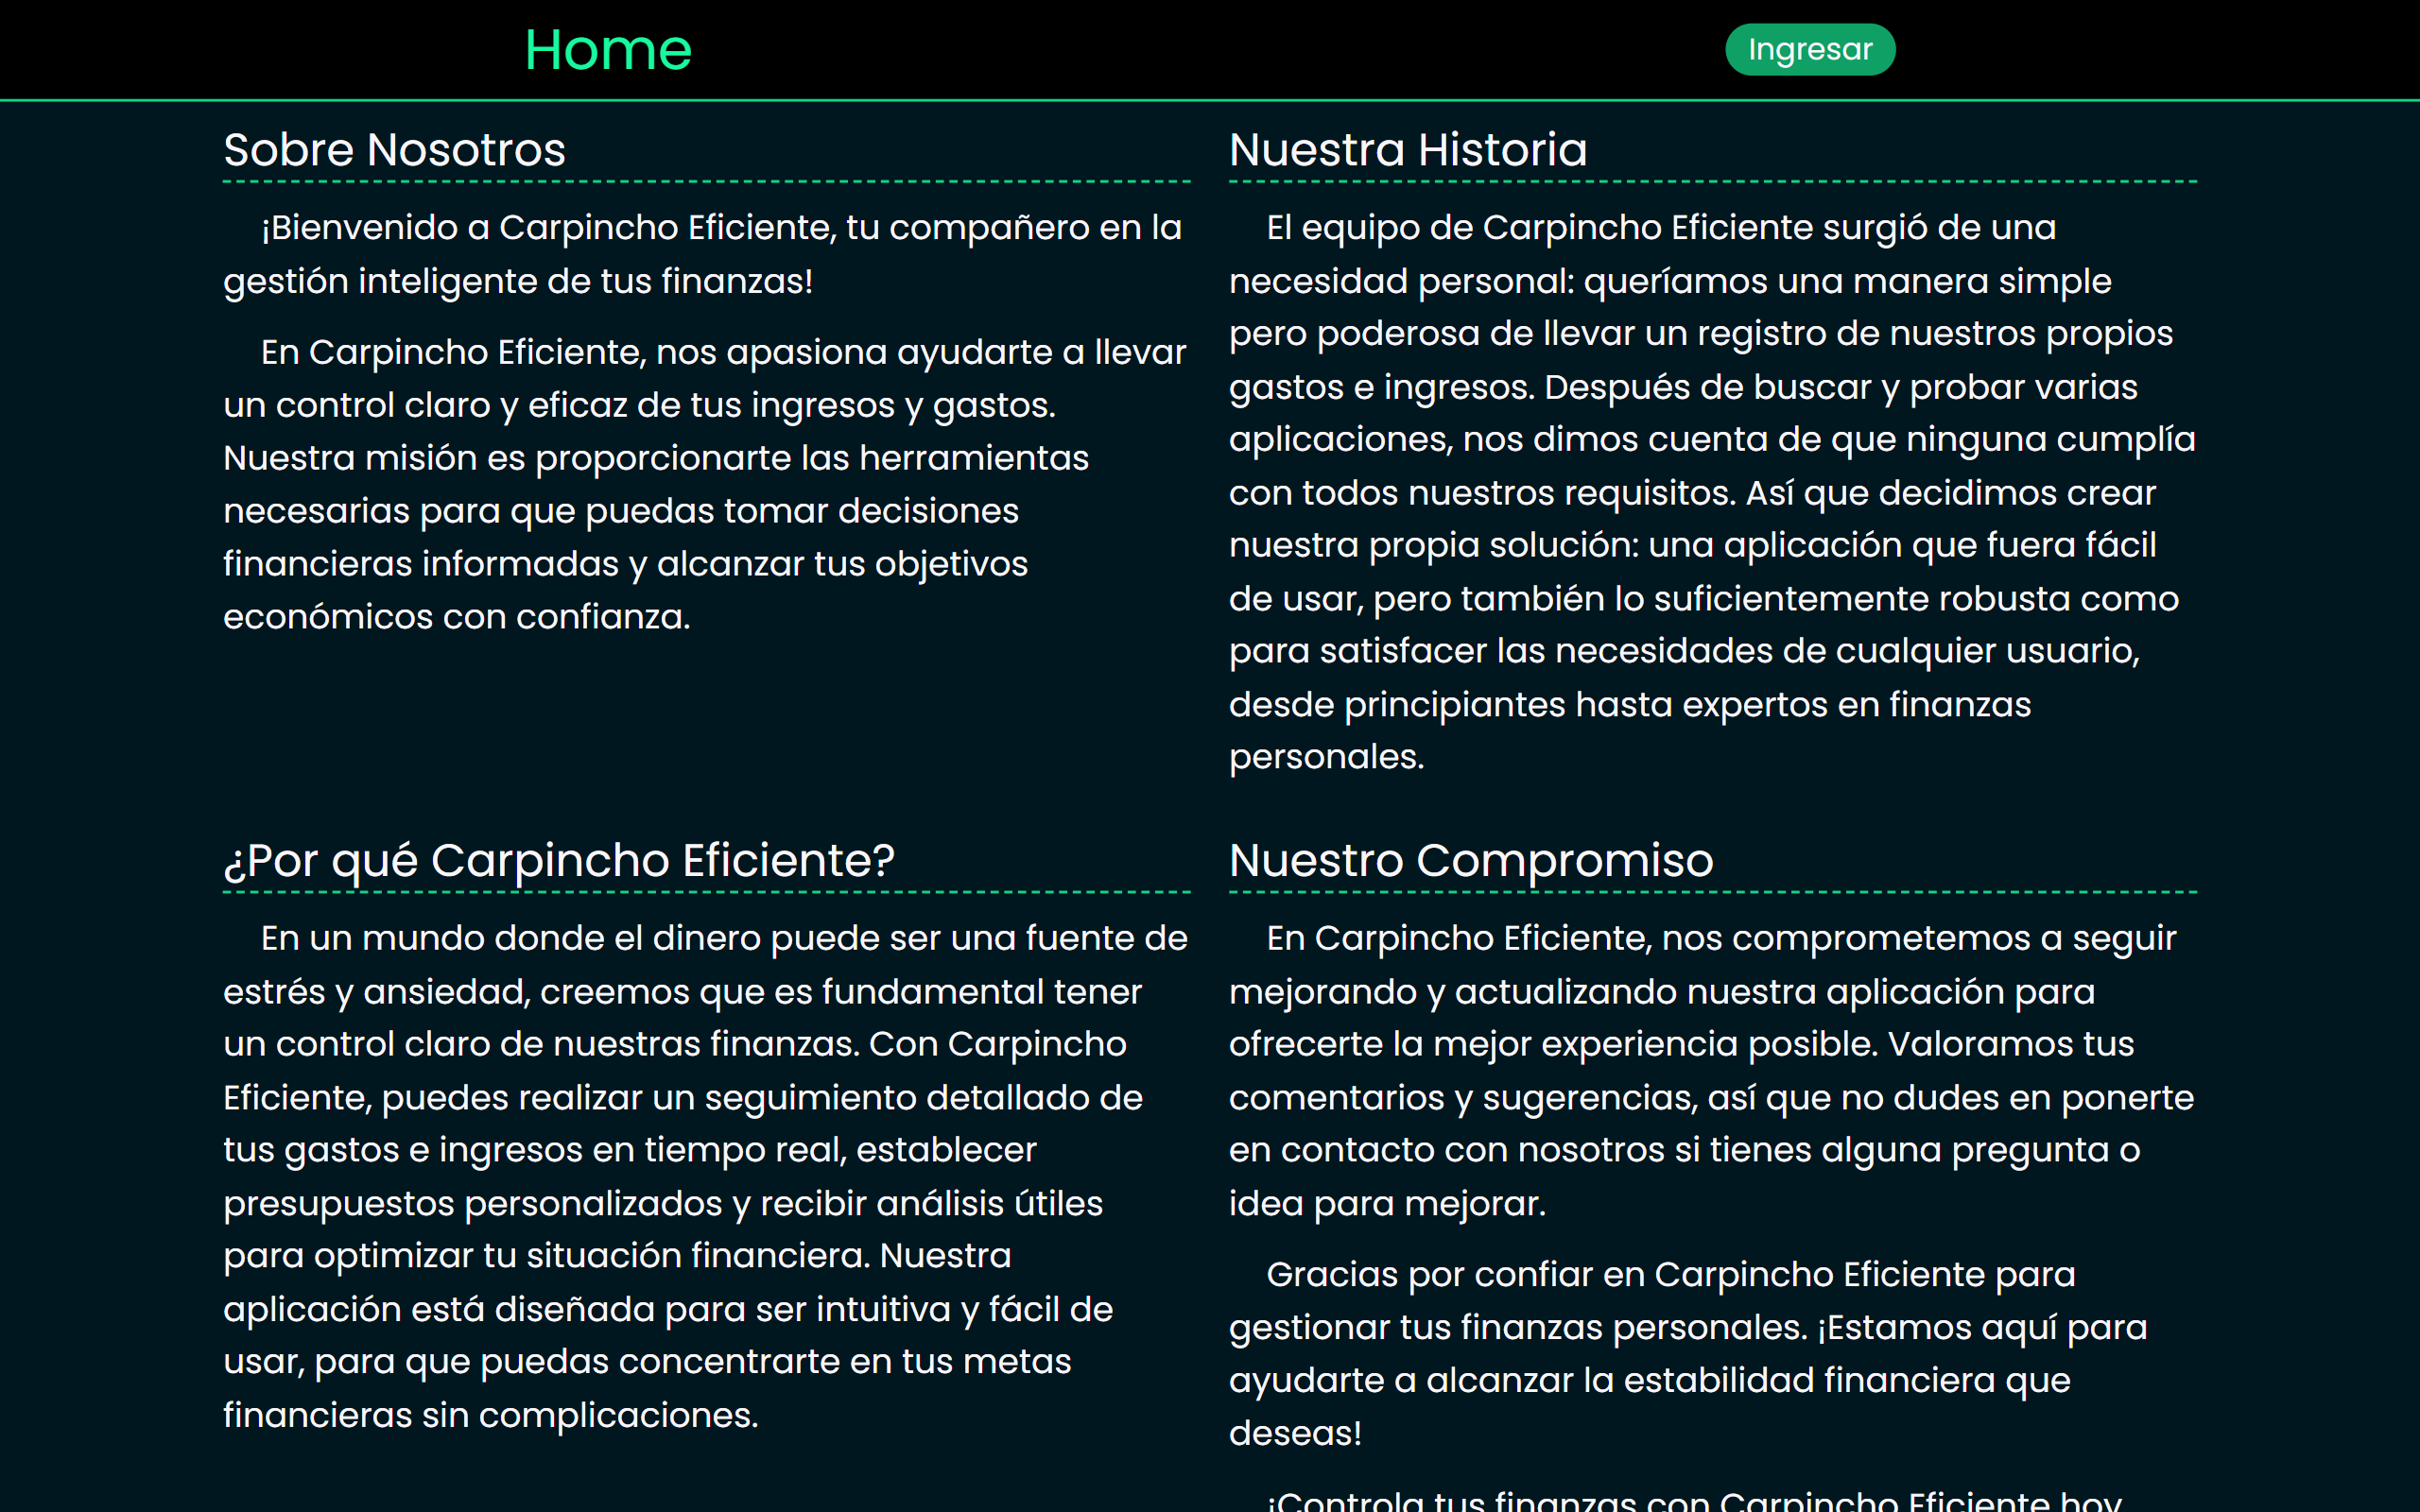 Home
Ingresar
Sobre Nosotros
¡Bienvenido a Carpincho Eficiente, tu compañero en la
gestión inteligente de tus finanzas!
En Carpincho Eficiente, nos apasiona ayudarte a llevar
un control claro y eficaz de tus ingresos y gastos.
Nuestra misión es proporcionarte las herramientas
necesarias para que puedas tomar decisiones
financieras informadas y alcanzar tus objetivos
económicos con confianza.
Nuestra Historia
El equipo de Carpincho Eficiente surgió de una
necesidad personal: queríamos una manera simple
pero poderosa de llevar un registro de nuestros propios
gastos e ingresos. Después de buscar y probar varias
aplicaciones, nos dimos cuenta de que ninguna cumplía
con todos nuestros requisitos. Así que decidimos crear
nuestra propia solución: una aplicación que fuera fácil
de usar, pero también lo suficientemente robusta como
para satisfacer las necesidades de cualquier usuario,
desde principiantes hasta expertos en finanzas
personales.
¿Por qué Carpincho Eficiente?
En un mundo donde el dinero puede ser una fuente de
estrés y ansiedad, creemos que es fundamental tener
un control claro de nuestras finanzas. Con Carpincho
Eficiente, puedes realizar un seguimiento detallado de
tus gastos e ingresos en tiempo real, establecer
presupuestos personalizados y recibir análisis útiles
para optimizar tu situación financiera. Nuestra
aplicación está diseñada para ser intuitiva y fácil de
usar, para que puedas concentrarte en tus metas
financieras sin complicaciones.
Nuestro Compromiso
En Carpincho Eficiente, nos comprometemos a seguir
mejorando y actualizando nuestra aplicación para
ofrecerte la mejor experiencia posible. Valoramos tus
comentarios y sugerencias, así que no dudes en ponerte
en contacto con nosotros si tienes alguna pregunta o
idea para mejorar.
Gracias por confiar en Carpincho Eficiente para
gestionar tus finanzas personales. ¡Estamos aquí para
ayudarte a alcanzar la estabilidad financiera que
deseas!
¡Controla tus finanzas con Carpincho Eficiente hoy